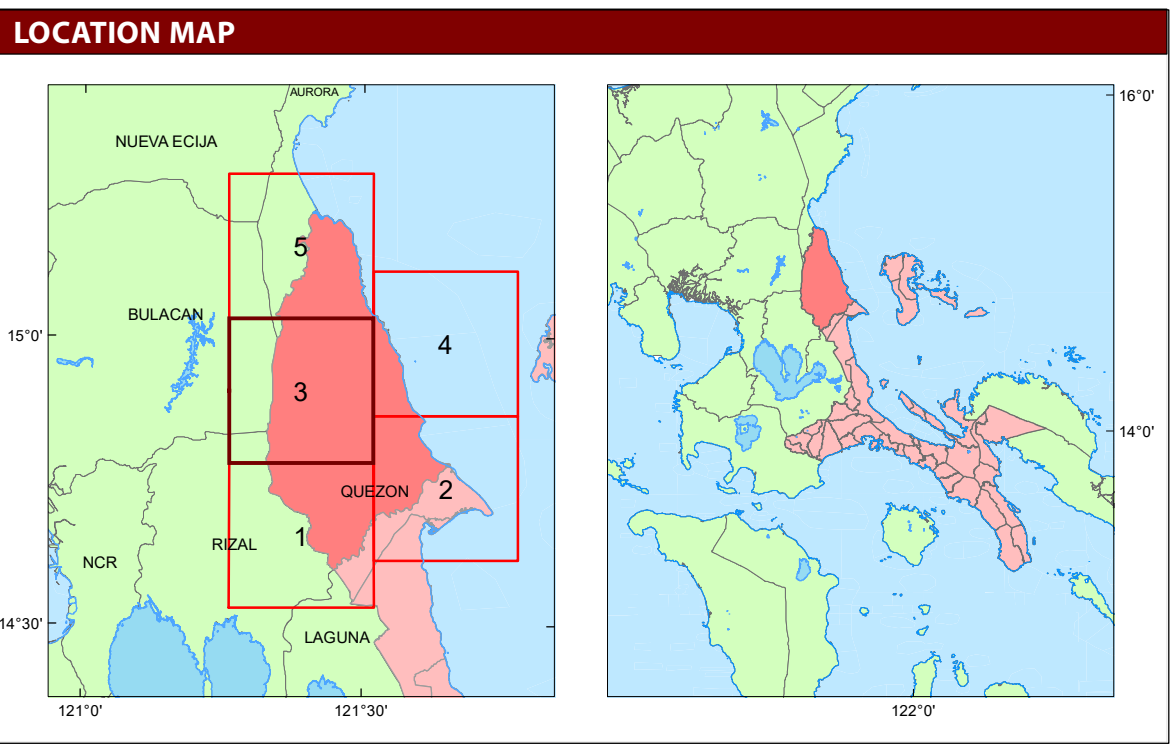 LOCATION MAP
AURORA
NUEVA ECIJA
5
BULACAN
15°0'
4
3
QUEZON
2
RIZAL
1
NCR
14°30'
LAGUNA
121°0'
121°30'
16°0'
14°0'
122°0'